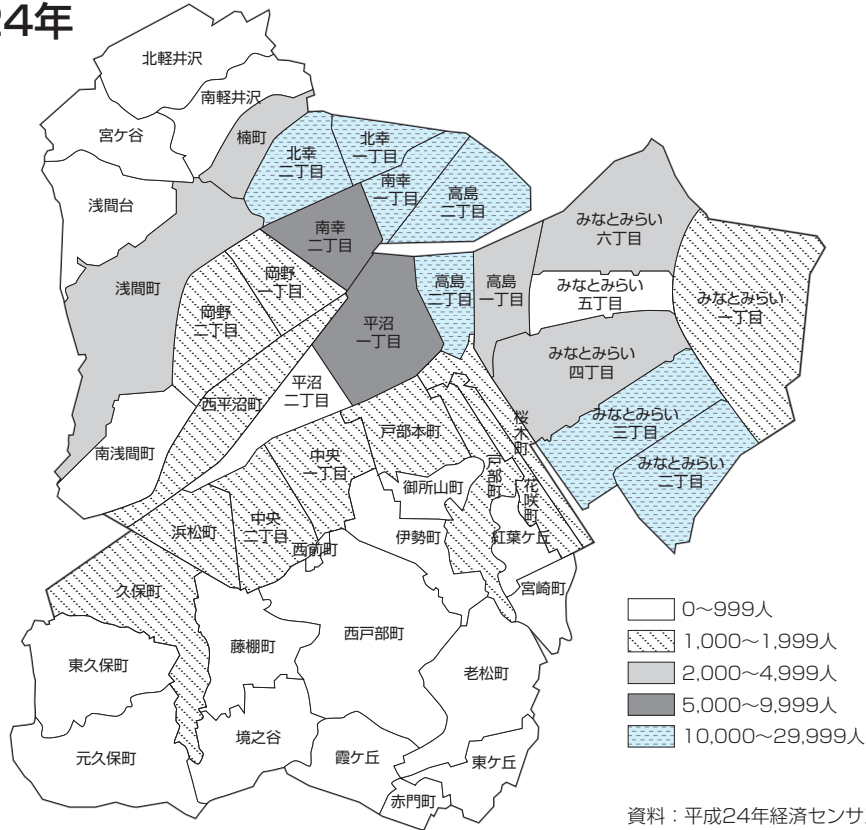 24年
北軽井沢
南軽井沢
宮ケ谷
楠町
北幸
一丁目
北幸
二丁目
南幸
一丁目
高島
二丁目
浅間台
南幸
二丁目
みなとみらい
六丁目
岡野
一丁目
浅間町
高島
二丁目
高島
一丁目
みなとみらい
五丁目
みなとみらい
一丁目
岡野
二丁目
平沼
一丁目
みなとみらい
四丁目
平沼
二丁目
西平沼町
みなとみらい
三丁目
桜木町
戸部本町
南浅間町
中央
一丁目
みなとみらい
二丁目
戸部町
御所山町
花咲町
浜松町
中央
二丁目
伊勢町
紅葉ケ丘
西前町
宮崎町
久保町
0〜999人
西戸部町
藤棚町
1,000〜1,999人
東久保町
老松町
2,000〜4,999人
5,000〜9,999人
境之谷
10,000〜29,999人
元久保町
霞ケ丘
東ケ丘
赤門町
資料：平成24年経済センサ